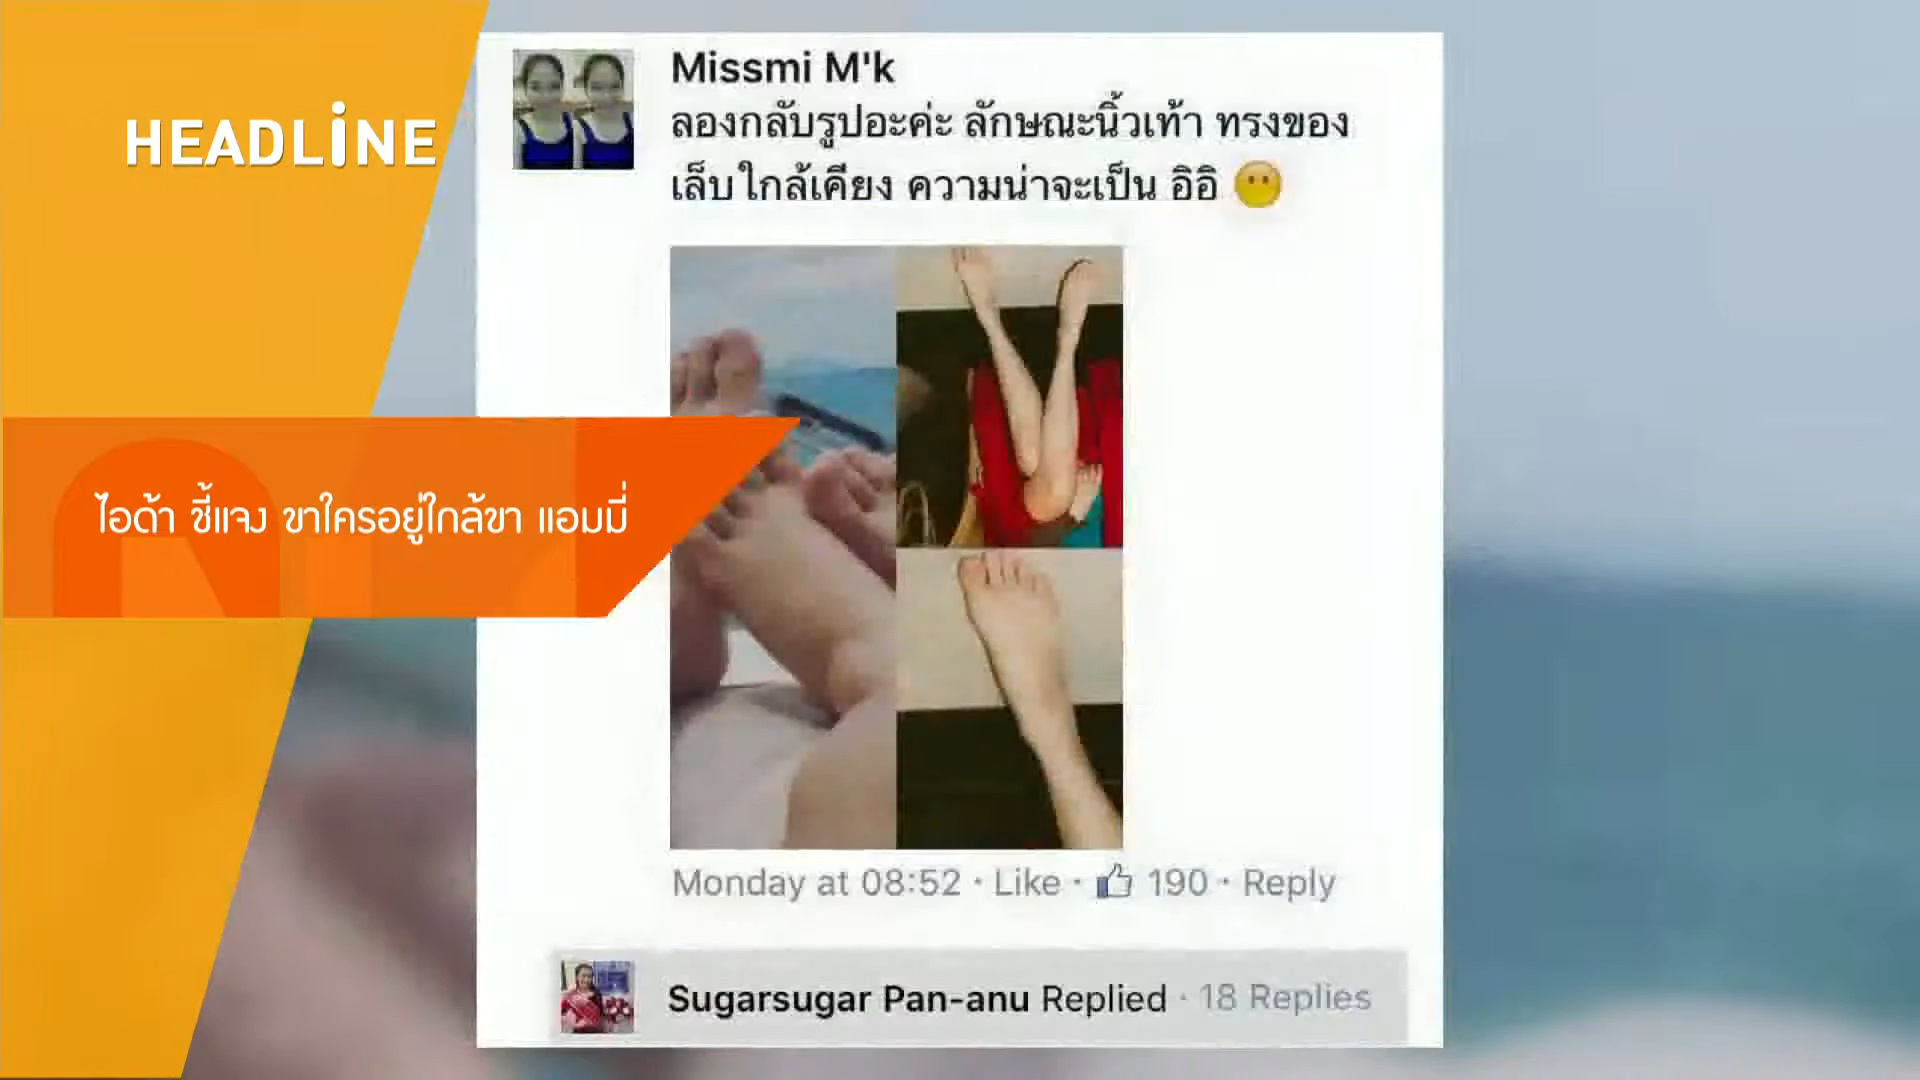 HEADLINE
ไอด้า ชี้แจง ขาใครอยู่ใกล้ขา แอมมี่
Missmi M'k
ลองกลับรูปอะค่ะ ลักษณะนิ้วเท้า ทรงของ
เล็บใกล้เคียง ความน่าจะเป็น อิอิ 😶
Monday at 08:52 · Like · 190 · Reply
Sugarsugar Pan-anu Replied · 18 Replies